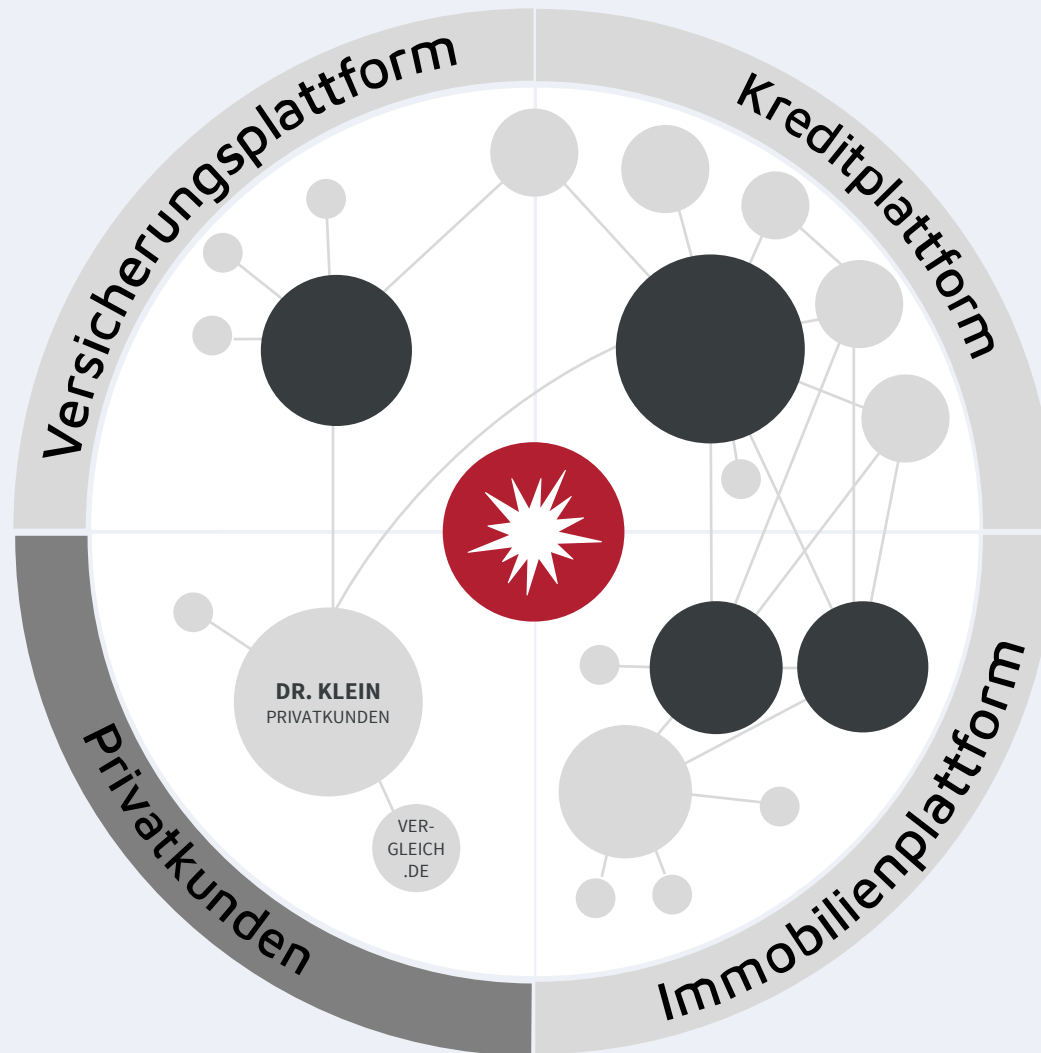 Versicherungsplattform
Kreditplattform
DR. KLEIN
PRIVATKUNDEN
VER-
GLEICH
.DE
Privatkunden
Immobilienplattform